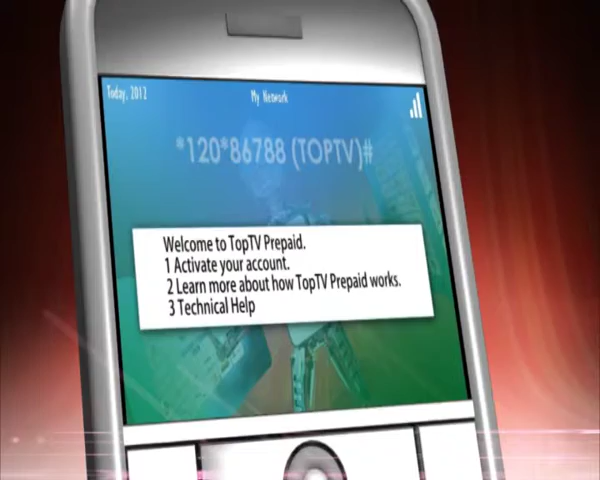 Today, 2012
My Network
*120*86788 (TOPTV)#
Welcome to TopTV Prepaid.
1 Activate your account.
2 Learn more about how TopTV Prepaid works.
3 Technical Help